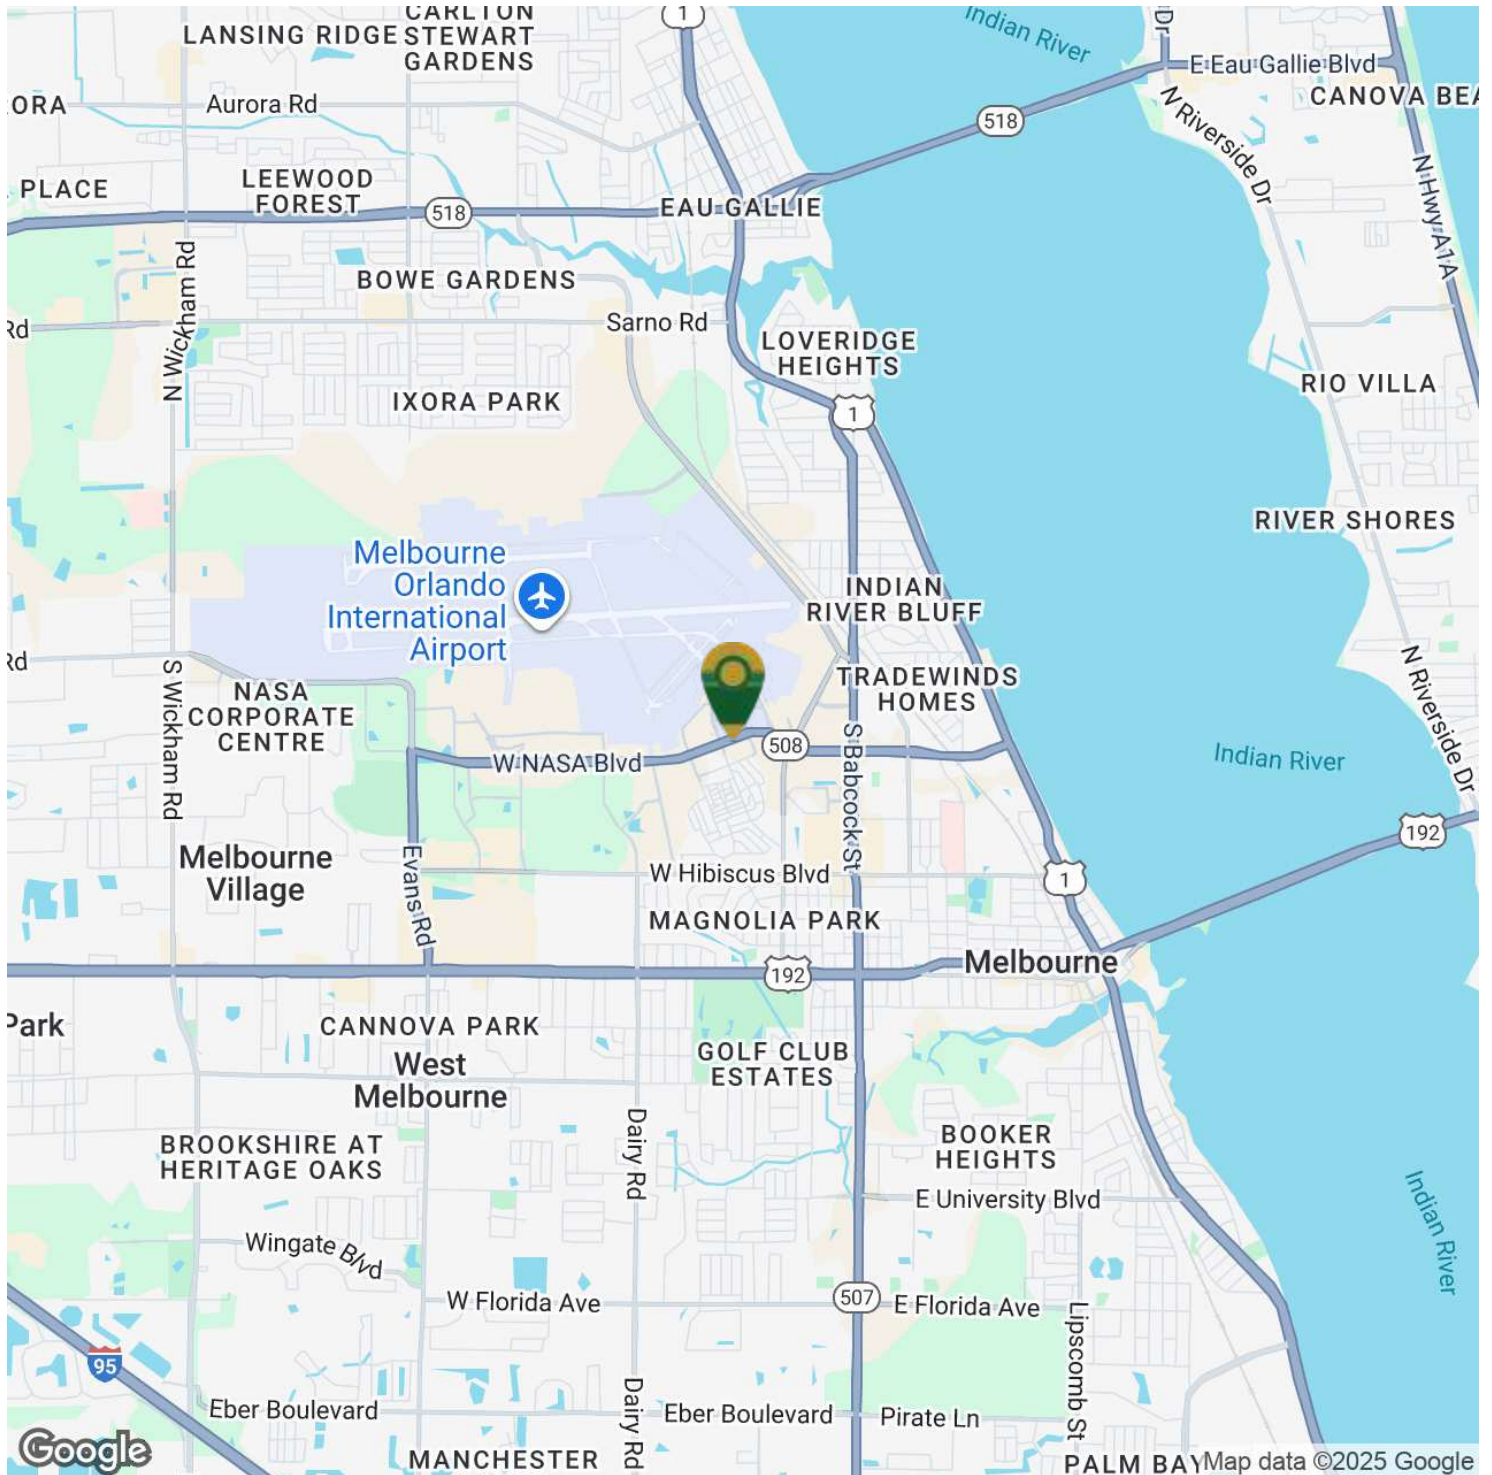 CARLTON
STEWART
GARDENS
LANSING RIDGE
1
Indian River
Dr
E Eau Gallie Blvd
CANOVA BEA
ORA
Aurora Rd
518
N Riverside Dr
PLACE
LEEWOOD
FOREST
518
EAU GALLIE
N Hwy A1A
BOWE GARDENS
N Wickham Rd
Rd
Sarno Rd
LOVERIDGE
HEIGHTS
IXORA PARK
1
RIO VILLA
RIVER SHORES
Melbourne
Orlando
International
Airport
INDIAN
RIVER BLUFF
Rd
S Wickham Rd
NASA
CORPORATE
CENTRE
TRADEWINDS
HOMES
N Riverside Dr
W NASA Blvd
508
S Babcock St
Indian River
192
Melbourne
Village
Evans Rd
W Hibiscus Blvd
1
MAGNOLIA PARK
Melbourne
192
Park
CANNOVA PARK
West
Melbourne
GOLF CLUB
ESTATES
Dairy Rd
BROOKSHIRE AT
HERITAGE OAKS
BOOKER
HEIGHTS
E University Blvd
Indian River
Wingate Blvd
W Florida Ave
507
E Florida Ave
Lipscomb St
95
Eber Boulevard
Dairy Rd
Eber Boulevard
Pirate Ln
Google
MANCHESTER
PALM BAY
Map data ©2025 Google